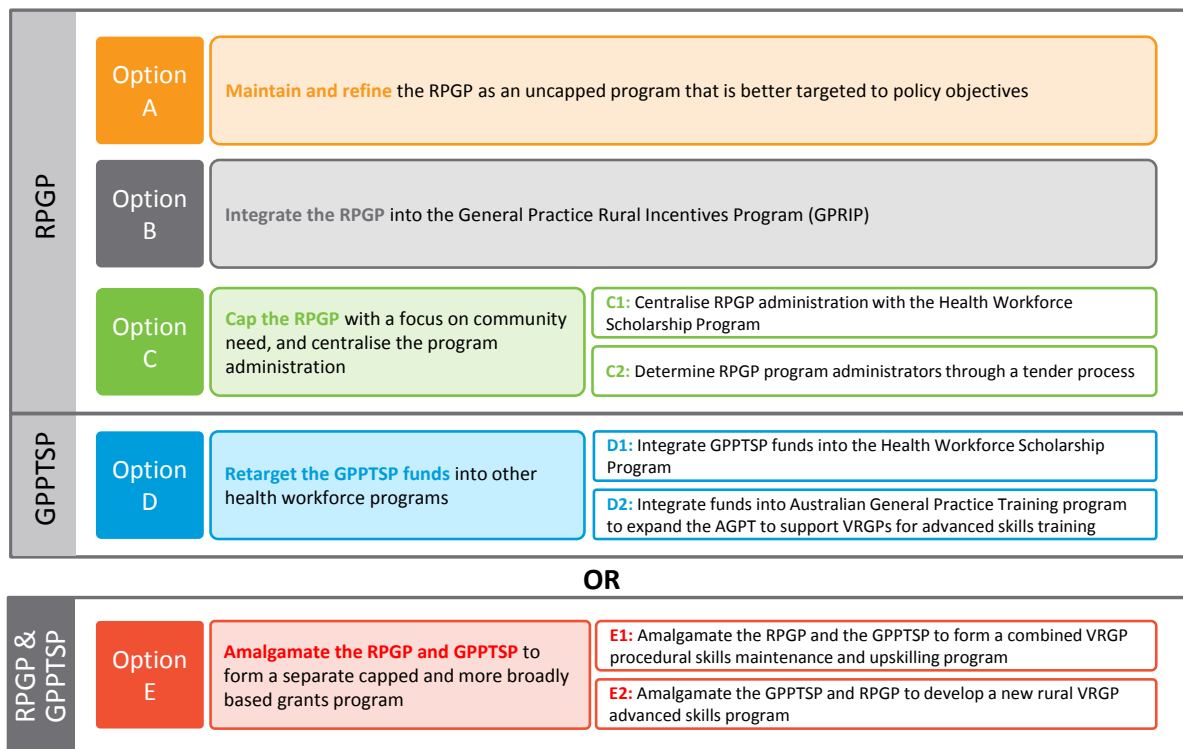 RPGP
Option
A
Maintain and refine the RPGP as an uncapped program that is better targeted to policy objectives
Option
B
Integrate the RPGP into the General Practice Rural Incentives Program (GPRIP)
Option
C
Cap the RPGP with a focus on community
need, and centralise the program
administration
C1: Centralise RPGP administration with the Health Workforce
Scholarship Program
C2: Determine RPGP program administrators through a tender process
GPPTSP
Option
D
Retarget the GPPTSP funds into other
health workforce programs
D1: Integrate GPPTSP funds into the Health Workforce Scholarship
Program
D2: Integrate funds into Australian General Practice Training program
to expand the AGPT to support VRGPs for advanced skills training
OR
RPGP &
GPPTSP
Option
E
Amalgamate the RPGP and GPPTSP to
form a separate capped and more broadly
based grants program
E1: Amalgamate the RPGP and the GPPTSP to form a combined VRGP
procedural skills maintenance and upskilling program
E2: Amalgamate the GPPTSP and RPGP to develop a new rural VRGP
advanced skills program